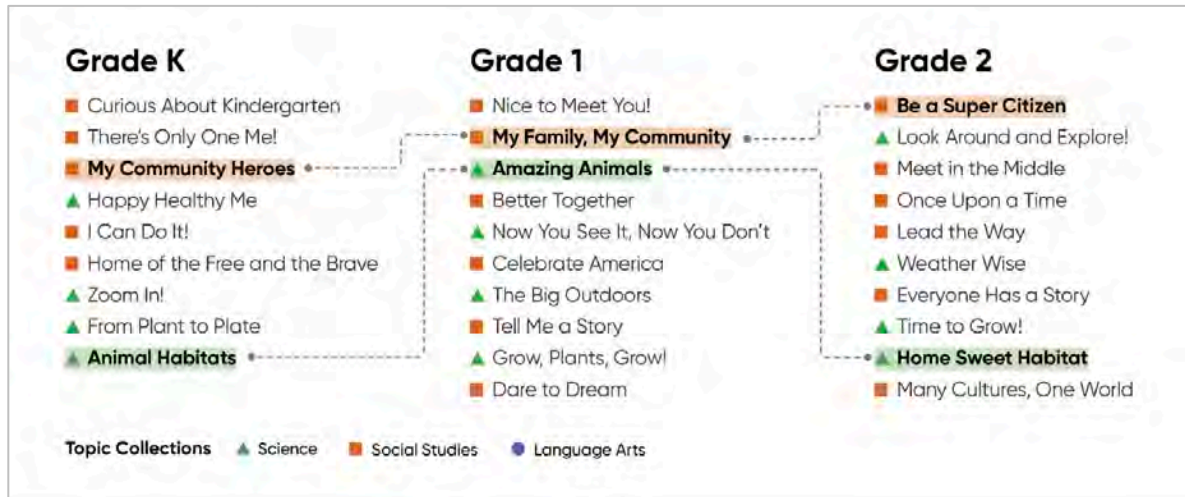 Grade K
Curious About Kindergarten
There's Only One Me!
My Community Heroes
Happy Healthy Me
I Can Do It!
Home of the Free and the Brave
Zoom In!
From Plant to Plate
Animal Habitats
Grade 1
Nice to Meet You!
My Family, My Community
Amazing Animals
Better Together
Now You See It, Now You Don't
Celebrate America
The Big Outdoors
Tell Me a Story
Grow, Plants, Grow!
Dare to Dream
Grade 2
Be a Super Citizen
Look Around and Explore!
Meet in the Middle
Once Upon a Time
Lead the Way
Weather Wise
Everyone Has a Story
Time to Grow!
Home Sweet Habitat
Many Cultures, One World
Topic Collections Science Social Studies Language Arts